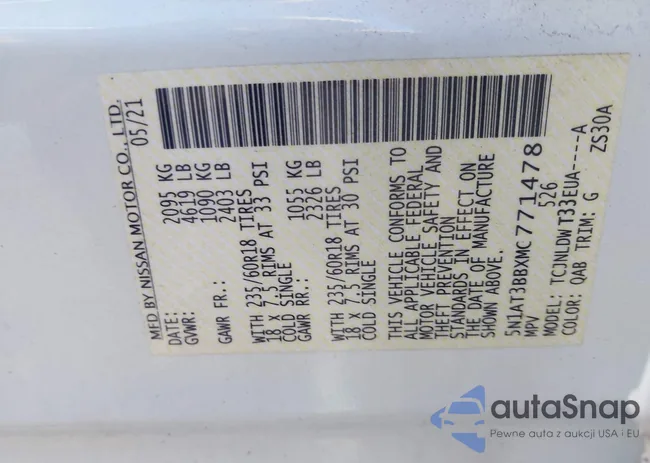 MFD BY NISSAN MOTOR CO., LTD.
DATE: 05/21
GVWR: 2095 KG
4619 LB
GAWR FR.: 1090 KG
2403 LB
WITH 235/60R18 TIRES
18 X 7.5 RIMS AT 33 PSI
COLD SINGLE
GAWR RR.: 1055 KG
2326 LB
WITH 235/60R18 TIRES
18 X 7.5 RIMS AT 30 PSI
COLD SINGLE
THIS VEHICLE CONFORMS TO
ALL APPLICABLE FEDERAL
MOTOR VEHICLE SAFETY AND
THEFT PREVENTION
STANDARDS IN EFFECT ON
THE DATE OF MANUFACTURE
SHOWN ABOVE.
5N1AT3BBXMC771478
MPV 526
MODEL: TCJNLDWT33EUA----A
COLOR: QAB TRIM: G ZS30A
autaSnap
Pewne auta z aukcji USA i EU